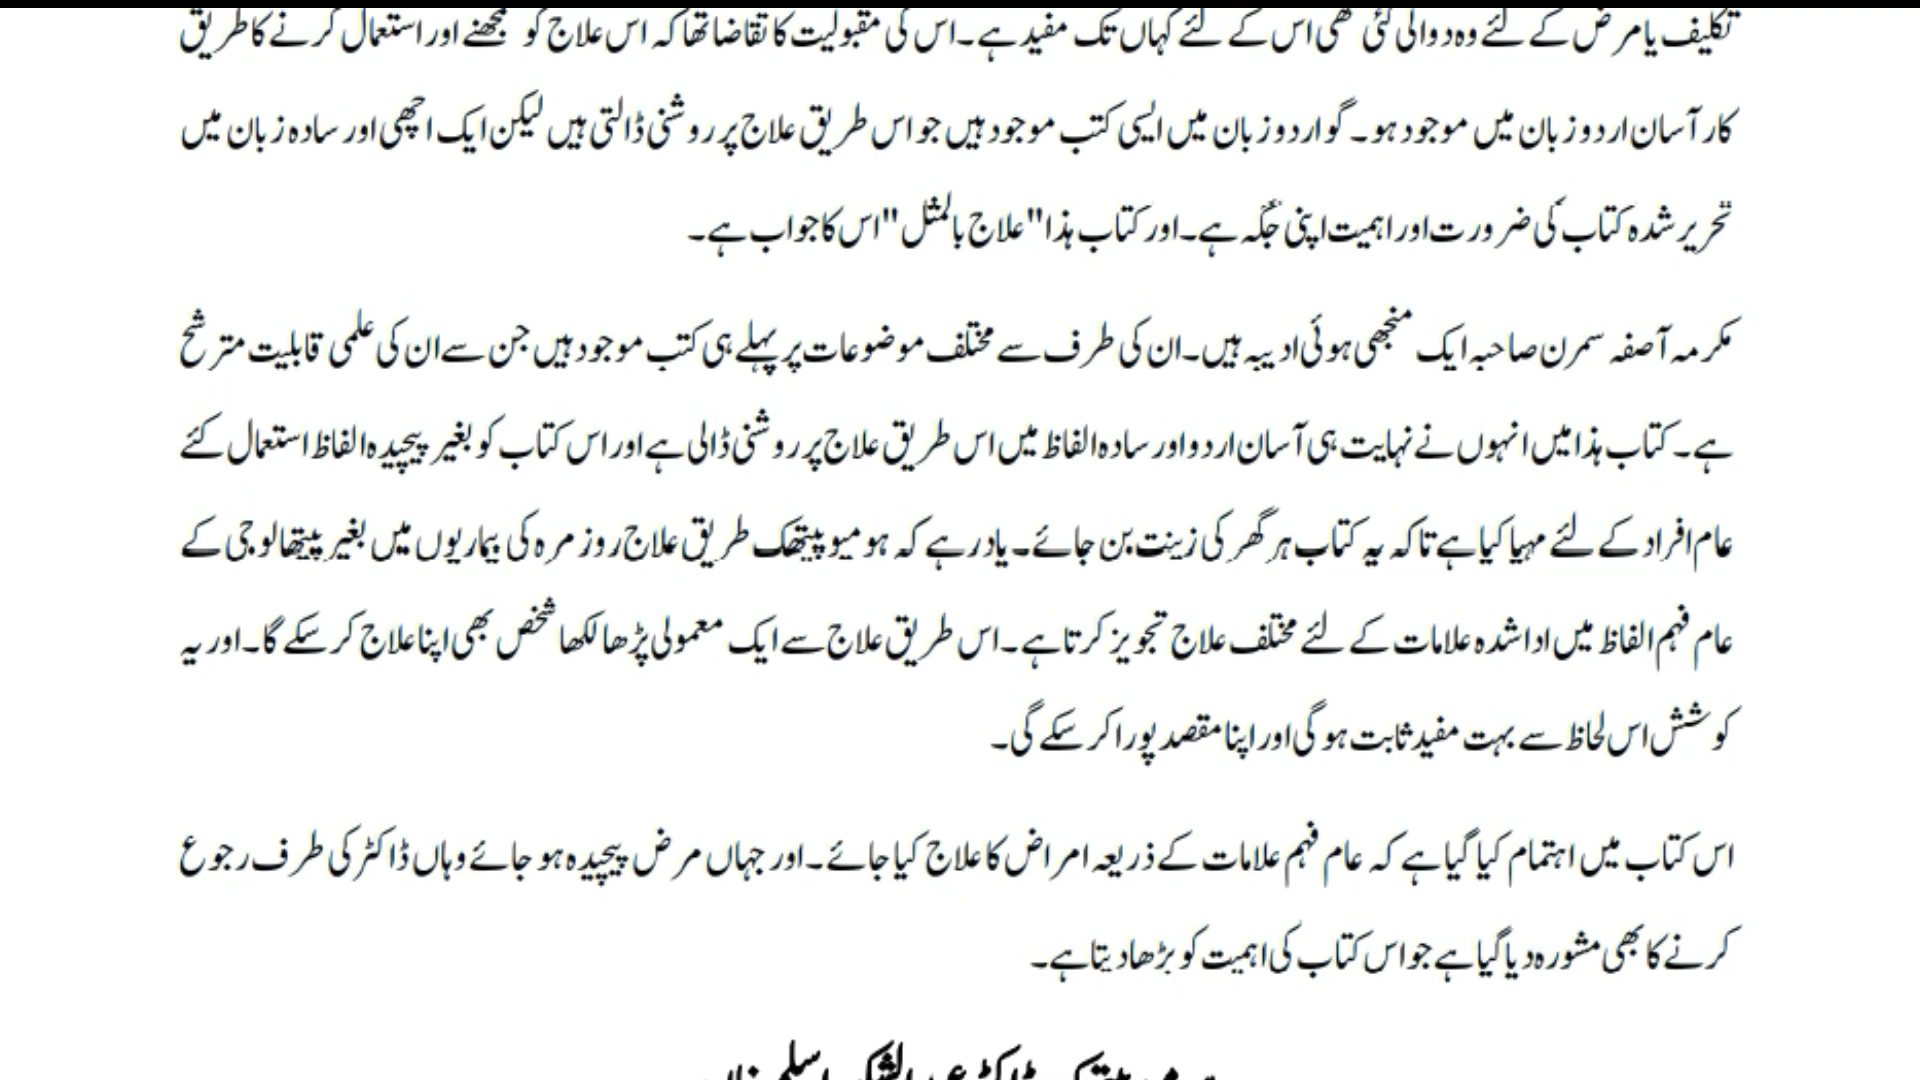 تکلیف یا مرض کے لئے وہ دوا لی گئی تھی اس کے لئے کہاں تک مفید ہے۔ اس کی مقبولیت کا تقاضا تھا کہ اس علاج کو سمجھنے اور استعمال کرنے کا طریق
کار آسان اردو زبان میں موجود ہو۔ گو اردو زبان میں ایسی کتب موجود ہیں جو اس طریق علاج پر روشنی ڈالتی ہیں لیکن ایک اچھی اور سادہ زبان میں
تحریر شدہ کتاب کی ضرورت اور اہمیت اپنی جگہ ہے۔ اور کتاب ہذا "علاج بالمثل" اس کا جواب ہے۔
مکرمہ آصفہ سمرن صاحبہ ایک منجھی ہوئی ادیبہ ہیں۔ ان کی طرف سے مختلف موضوعات پر پہلے ہی کتب موجود ہیں جن سے ان کی علمی قابلیت مترشح
ہے۔ کتاب ہذا میں انہوں نے نہایت ہی آسان اردو اور سادہ الفاظ میں اس طریق علاج پر روشنی ڈالی ہے اور اس کتاب کو بغیر پیچیدہ الفاظ استعمال کئے
عام افراد کے لئے مہیا کیا ہے تاکہ یہ کتاب ہر گھر کی زینت بن جائے۔ یاد رہے کہ ہومیوپیتھک طریق علاج روز مرہ کی بیماریوں میں بغیر پیتھالوجی کے
عام فہم الفاظ میں ادا شدہ علامات کے لئے مختلف علاج تجویز کرتا ہے۔ اس طریق علاج سے ایک معمولی پڑھا لکھا شخص بھی اپنا علاج کر سکے گا۔ اور یہ
کوشش اس لحاظ سے بہت مفید ثابت ہو گی اور اپنا مقصد پورا کر سکے گی۔
اس کتاب میں اہتمام کیا گیا ہے کہ عام فہم علامات کے ذریعہ امراض کا علاج کیا جائے۔ اور جہاں مرض پیچیدہ ہو جائے وہاں ڈاکٹر کی طرف رجوع
کرنے کا بھی مشورہ دیا گیا ہے جو اس کتاب کی اہمیت کو بڑھا دیتا ہے۔